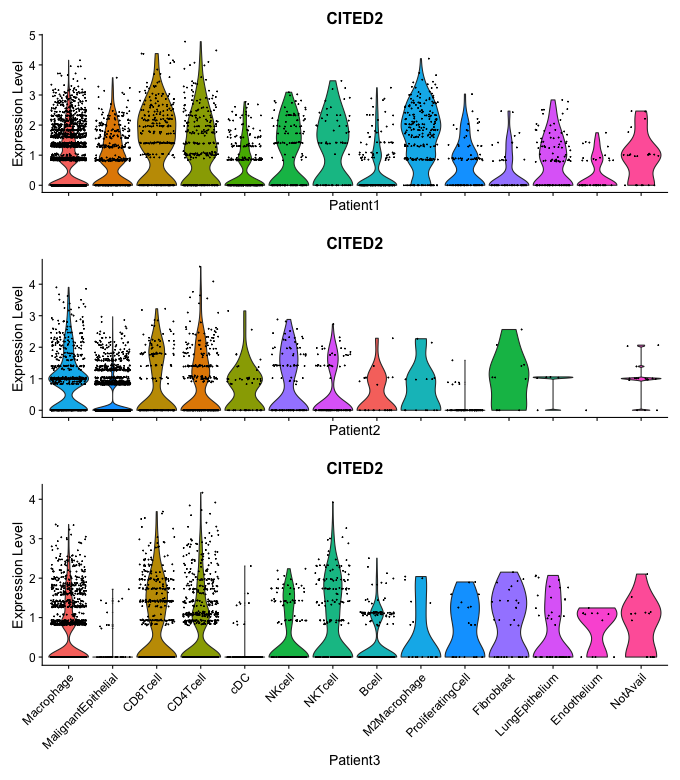 CITED2
Expression Level
5
4
3
2
1
0
Patient1
CITED2
Expression Level
4
3
2
1
0
Patient2
CITED2
Expression Level
4
3
2
1
0
Macrophage
MalignantEpithelial
CD8Tcell
CD4Tcell
cDC
NKcell
NKTcell
Bcell
M2Macrophage
ProliferatingCell
Fibroblast
LungEpithelium
Endothelium
NotAvail
Patient3